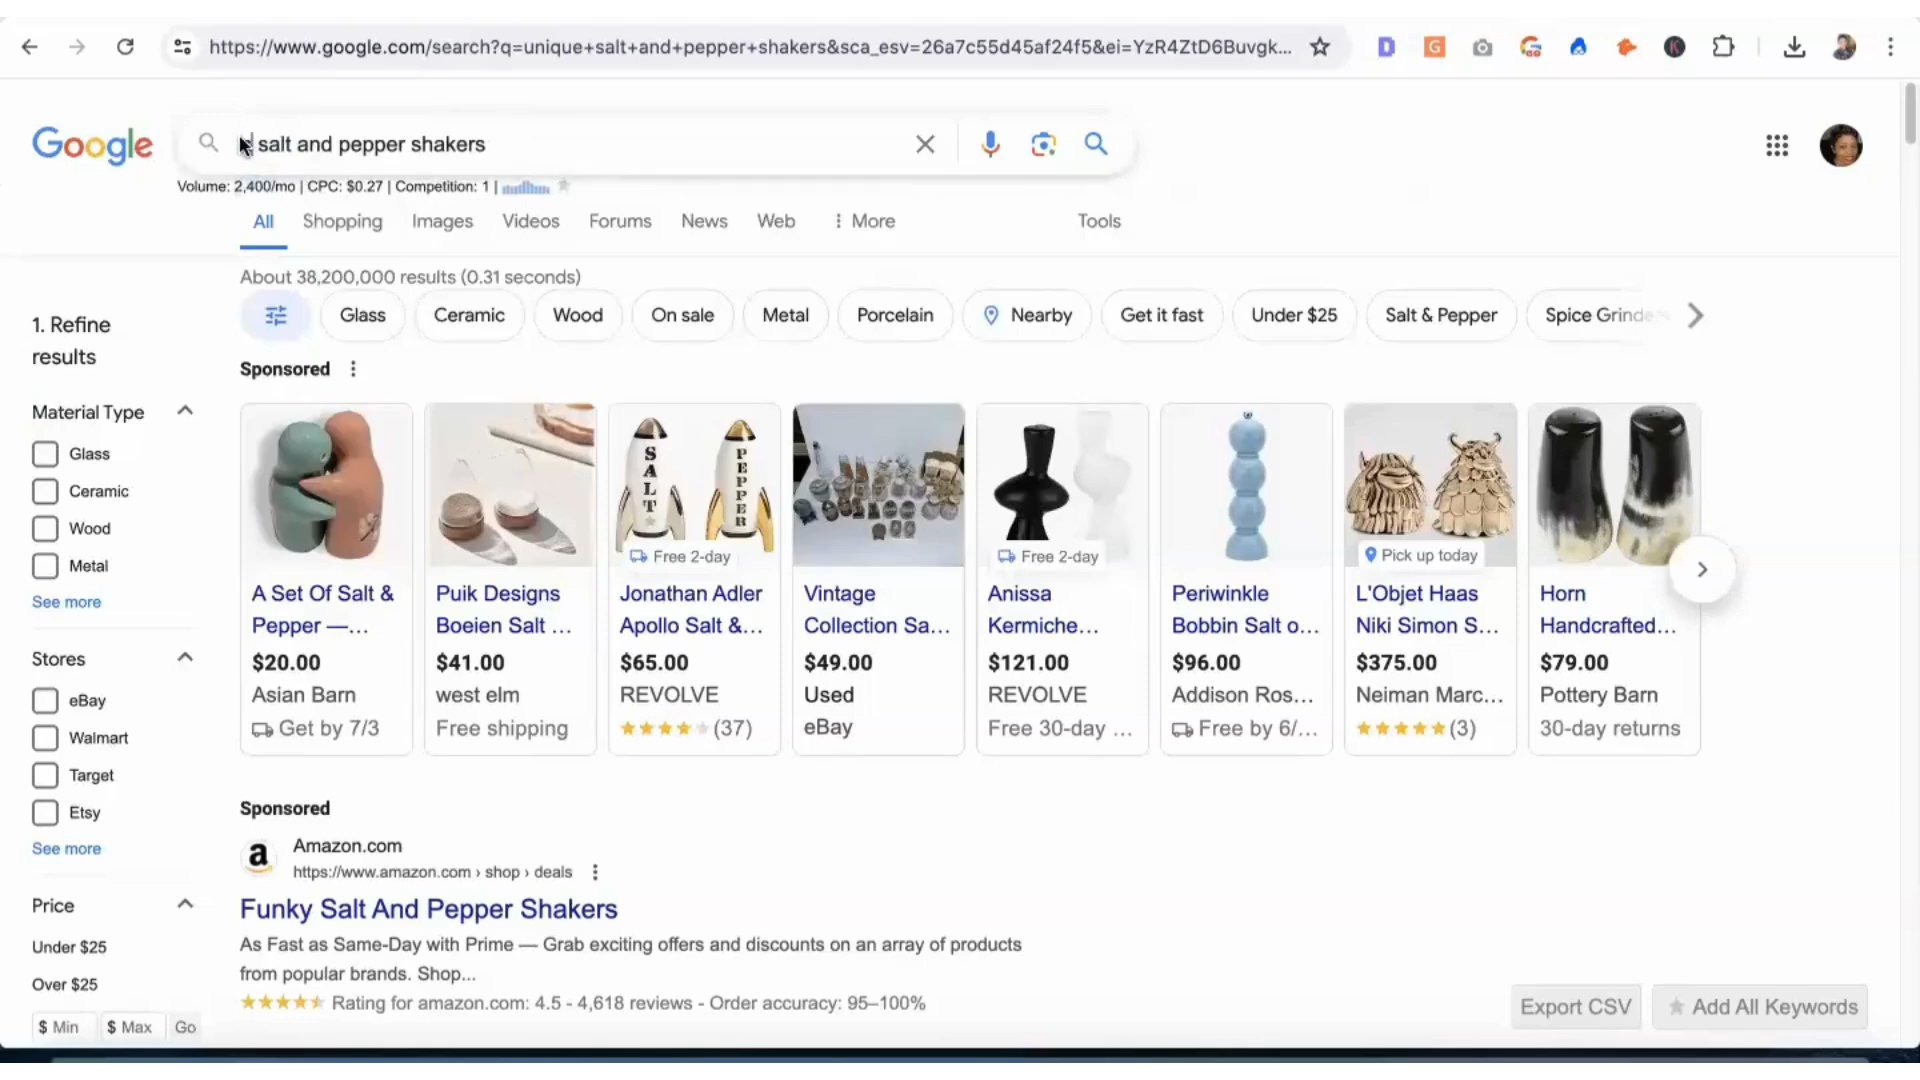 https://www.google.com/search?q=unique+salt+and+pepper+shakers&sca_esv=26a7c55d45af24f5&ei=YzR4ZtD6Buvgk...
Google
salt and pepper shakers
Volume: 2,400/mo | CPC: $0.27 | Competition: 1 |
All Shopping Images Videos Forums News Web More Tools
About 38,200,000 results (0.31 seconds)
1. Refine
results
Glass Ceramic Wood On sale Metal Porcelain Nearby Get it fast Under $25 Salt & Pepper Spice Grinde
Sponsored
Material Type
Glass
Ceramic
Wood
Metal
See more
Stores
eBay
Walmart
Target
Etsy
See more
Price
Under $25
Over $25
$ Min $ Max Go
A Set Of Salt &
Pepper —...
$20.00
Asian Barn
Get by 7/3
Puik Designs
Boeien Salt ...
$41.00
west elm
Free shipping
SALT
PEPPER
Free 2-day
Jonathan Adler
Apollo Salt &...
$65.00
REVOLVE
(37)
Vintage
Collection Sa...
$49.00
Used
eBay
Free 2-day
Anissa
Kermiche...
$121.00
REVOLVE
Free 30-day ...
Periwinkle
Bobbin Salt o...
$96.00
Addison Ros...
Free by 6/...
Pick up today
L'Objet Haas
Niki Simon S...
$375.00
Neiman Marc...
(3)
Horn
Handcrafted...
$79.00
Pottery Barn
30-day returns
Sponsored
Amazon.com
https://www.amazon.com › shop › deals
Funky Salt And Pepper Shakers
As Fast as Same-Day with Prime — Grab exciting offers and discounts on an array of products
from popular brands. Shop...
Rating for amazon.com: 4.5 - 4,618 reviews - Order accuracy: 95–100%
Export CSV
Add All Keywords